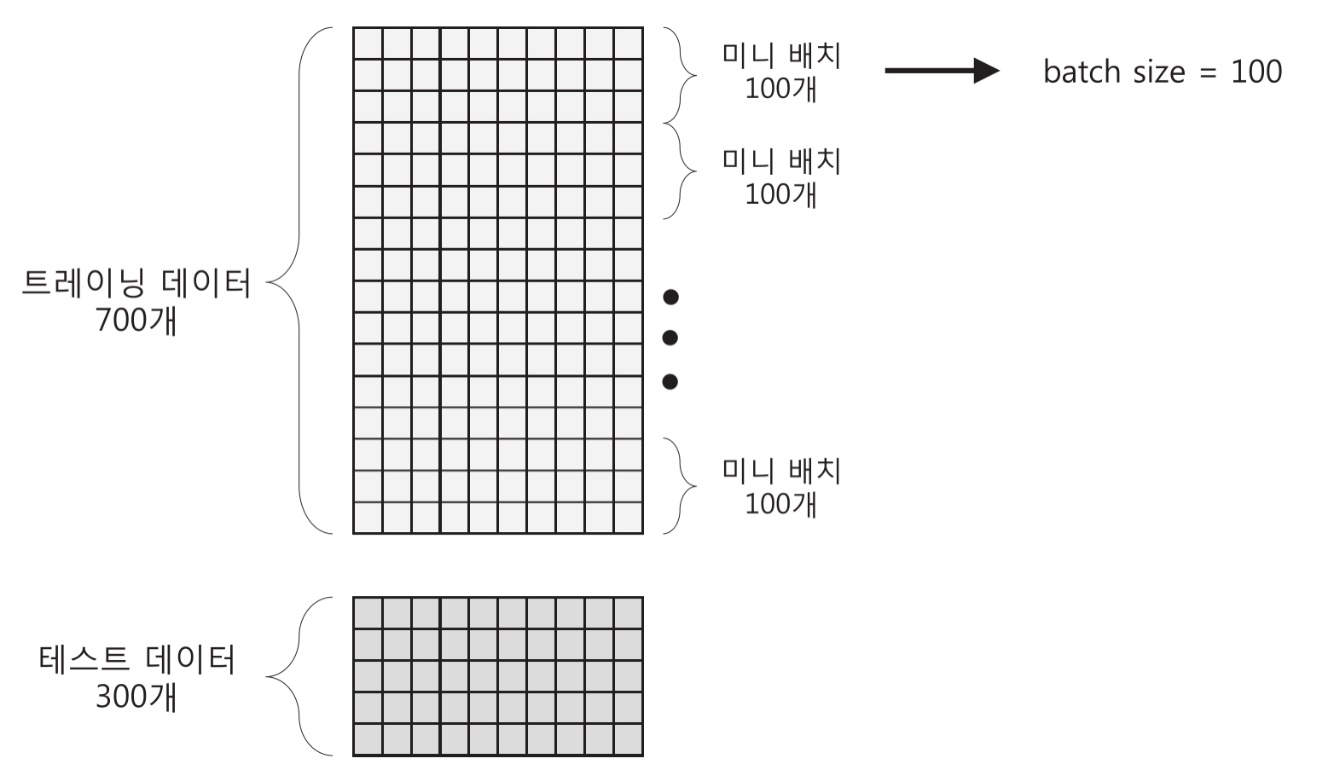 미니 배치
100개
batch size = 100
미니 배치
100개
트레이닝 데이터
700개
미니 배치
100개
테스트 데이터
300개